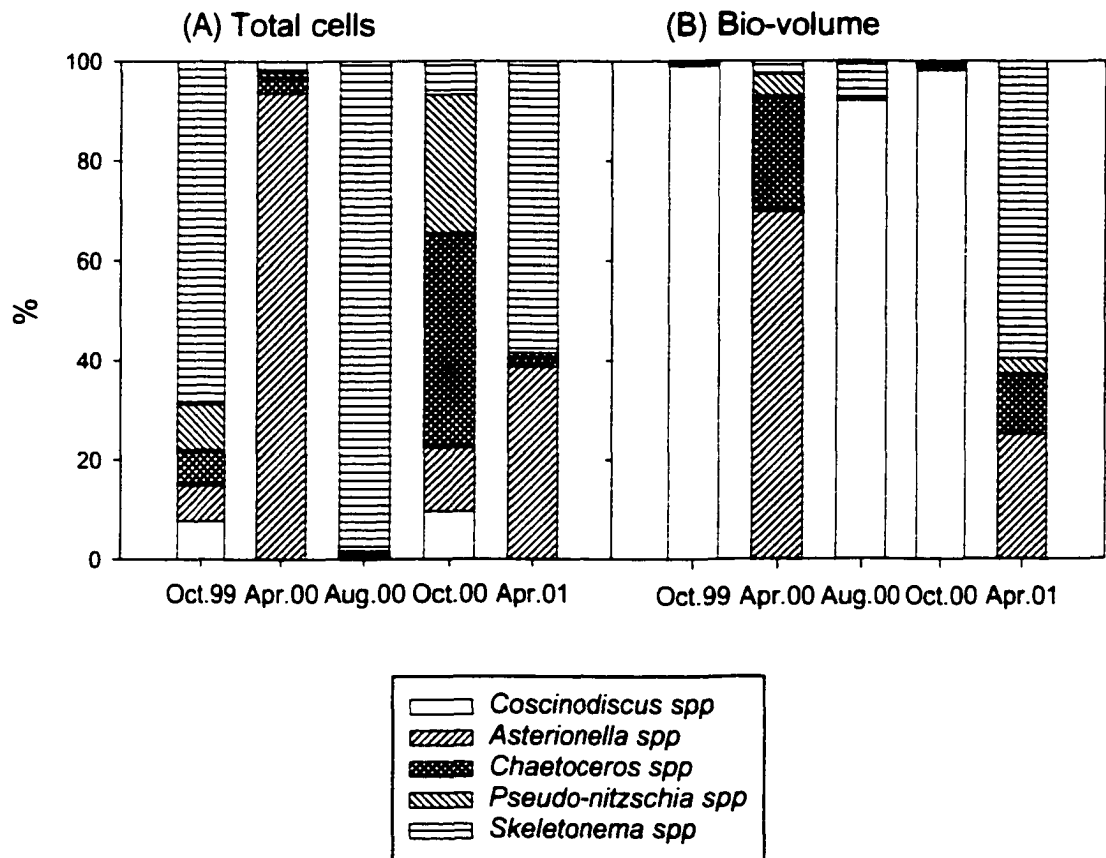 (A) Total cells
(B) Bio-volume
%
100
80
60
40
20
0
Oct.99 Apr.00 Aug.00 Oct.00 Apr.01
Oct.99 Apr.00 Aug.00 Oct.00 Apr.01
Coscinodiscus spp
Asterionella spp
Chaetoceros spp
Pseudo-nitzschia spp
Skeletonema spp